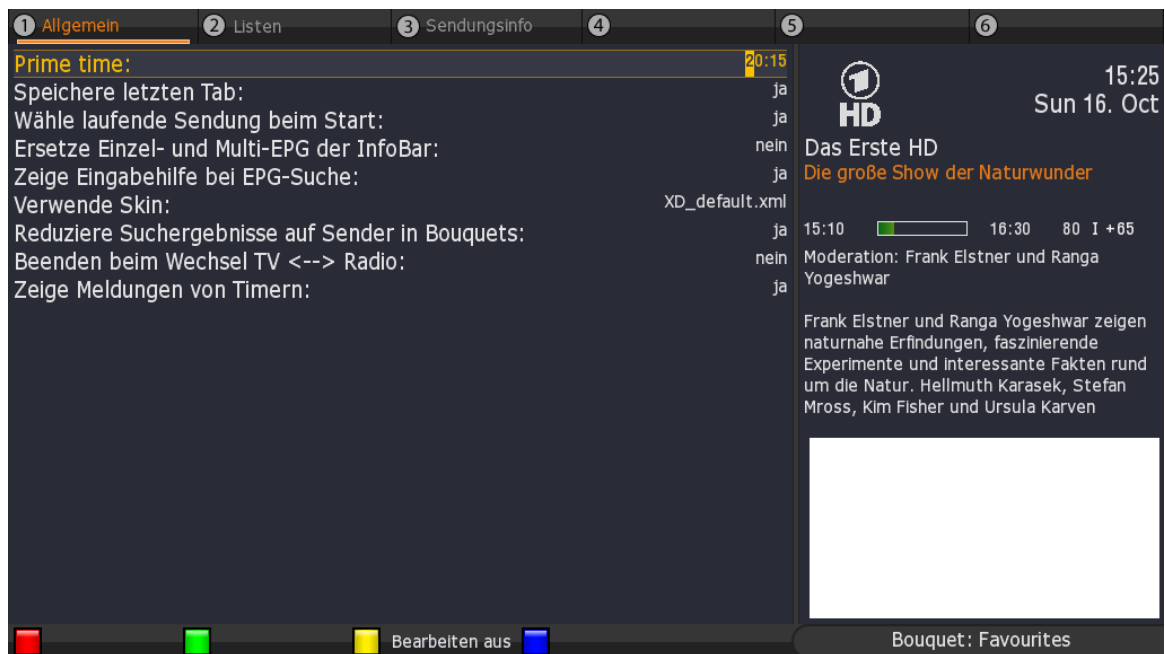 1 Allgemein 2 Listen 3 Sendungsinfo 4 5 6
Prime time: 20:15
Speichere letzten Tab: ja
Wähle laufende Sendung beim Start: ja
Ersetze Einzel- und Multi-EPG der InfoBar: nein
Zeige Eingabehilfe bei EPG-Suche: ja
Verwende Skin: XD_default.xml
Reduziere Suchergebnisse auf Sender in Bouquets: ja
Beenden beim Wechsel TV <--> Radio: nein
Zeige Meldungen von Timern: ja
1
HD
15:25
Sun 16. Oct
Das Erste HD
Die große Show der Naturwunder
15:10 16:30 80 I +65
Moderation: Frank Elstner und Ranga
Yogeshwar
Frank Elstner und Ranga Yogeshwar zeigen
naturnahe Erfindungen, faszinierende
Experimente und interessante Fakten rund
um die Natur. Hellmuth Karasek, Stefan
Mross, Kim Fisher und Ursula Karven
Bearbeiten aus
Bouquet: Favourites